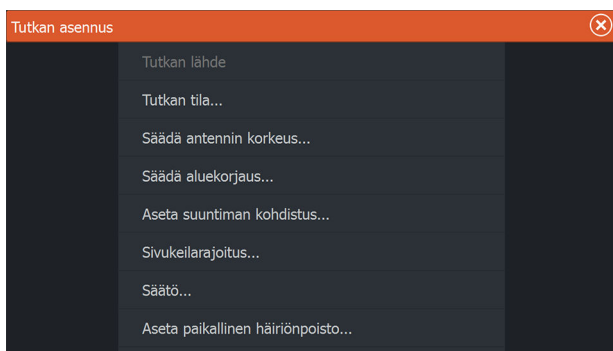 Tutkan asennus
Tutkan lähde
Tutkan tila...
Säädä antennin korkeus...
Säädä aluekorjaus...
Aseta suuntiman kohdistus...
Sivukeilarajoitus...
Säätö...
Aseta paikallinen häiriönpoisto...